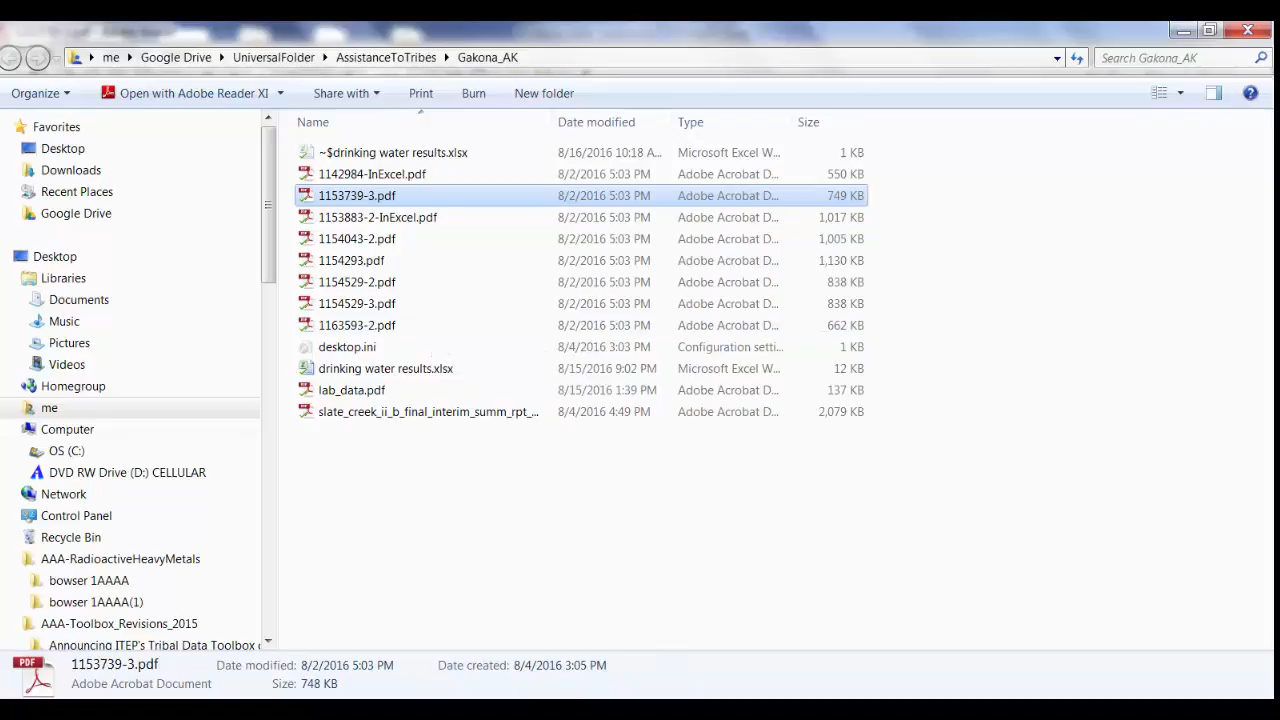 me Google Drive UniversalFolder AssistanceToTribes Gakona_AK Search Gakona_AK
Organize Open with Adobe Reader XI Share with Print Burn New folder
Name Date modified Type Size
~$drinking water results.xlsx 8/16/2016 10:18 A... Microsoft Excel W... 1 KB
1142984-InExcel.pdf 8/2/2016 5:03 PM Adobe Acrobat D... 550 KB
1153739-3.pdf 8/2/2016 5:03 PM Adobe Acrobat D... 749 KB
1153883-2-InExcel.pdf 8/2/2016 5:03 PM Adobe Acrobat D... 1,017 KB
1154043-2.pdf 8/2/2016 5:03 PM Adobe Acrobat D... 1,005 KB
1154293.pdf 8/2/2016 5:03 PM Adobe Acrobat D... 1,130 KB
1154529-2.pdf 8/2/2016 5:03 PM Adobe Acrobat D... 838 KB
1154529-3.pdf 8/2/2016 5:03 PM Adobe Acrobat D... 838 KB
1163593-2.pdf 8/2/2016 5:03 PM Adobe Acrobat D... 662 KB
desktop.ini 8/4/2016 3:03 PM Configuration setti... 1 KB
drinking water results.xlsx 8/15/2016 9:02 PM Microsoft Excel W... 12 KB
lab_data.pdf 8/15/2016 1:39 PM Adobe Acrobat D... 137 KB
slate_creek_ii_b_final_interim_summ_rpt_... 8/4/2016 4:49 PM Adobe Acrobat D... 2,079 KB
Favorites
Desktop
Downloads
Recent Places
Google Drive
Desktop
Libraries
Documents
Music
Pictures
Videos
Homegroup
me
Computer
OS (C:)
DVD RW Drive (D:) CELLULAR
Network
Control Panel
Recycle Bin
AAA-RadioactiveHeavyMetals
bowser 1AAAA
bowser 1AAAA(1)
AAA-Toolbox_Revisions_2015
Announcing ITEP's Tribal Data Toolbox
PDF
1153739-3.pdf Date modified: 8/2/2016 5:03 PM Date created: 8/4/2016 3:05 PM
Adobe Acrobat Document Size: 748 KB